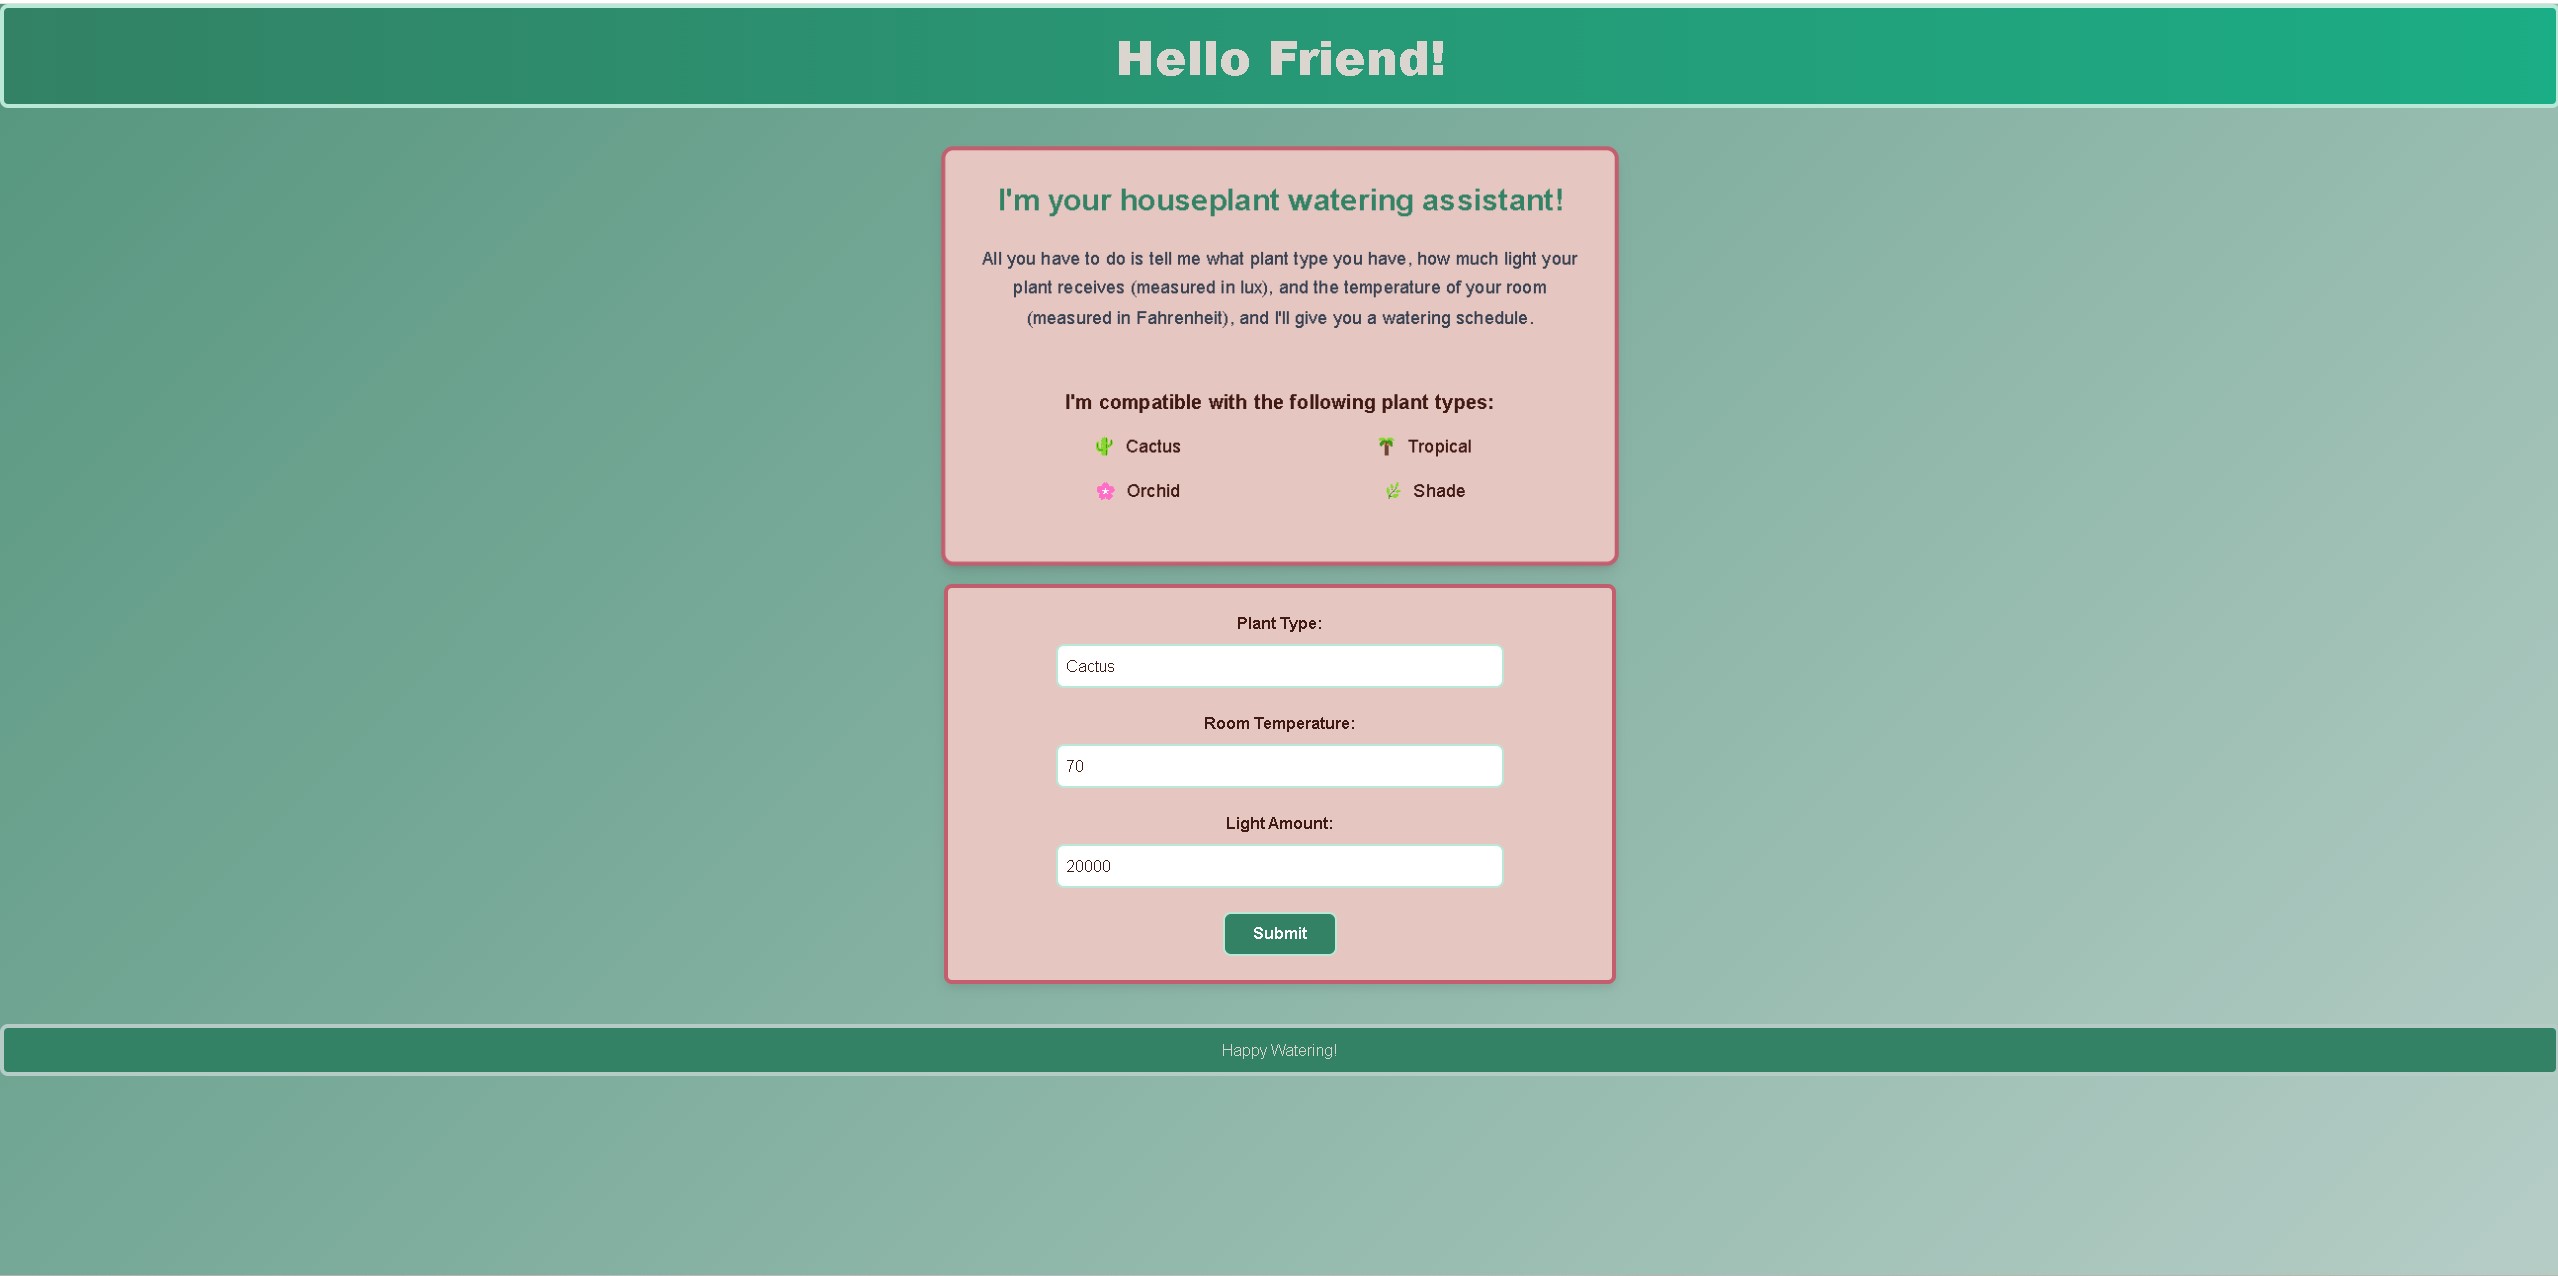 Hello Friend!
I'm your houseplant watering assistant!
All you have to do is tell me what plant type you have, how much light your
plant receives (measured in lux), and the temperature of your room
(measured in Fahrenheit), and I'll give you a watering schedule.
I'm compatible with the following plant types:
Cactus Tropical
Orchid Shade
Plant Type:
Cactus
Room Temperature:
70
Light Amount:
20000
Submit
Happy Watering!